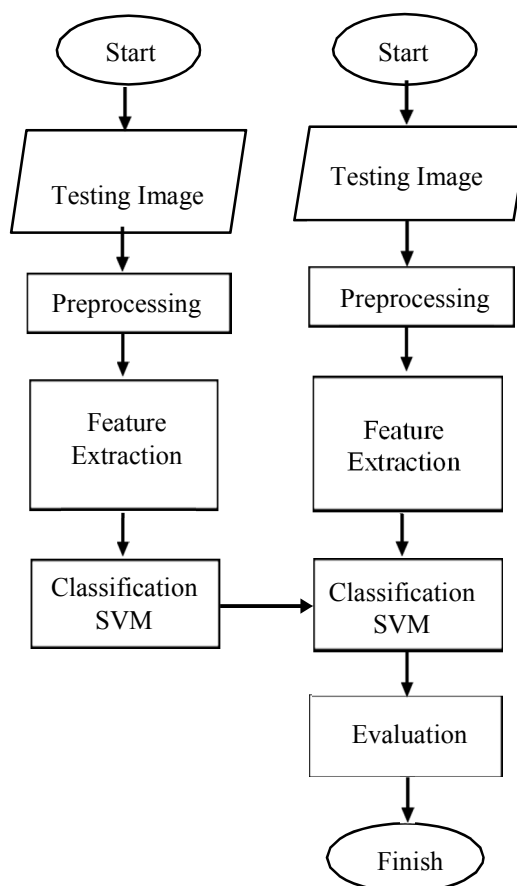 Start
Testing Image
Preprocessing
Feature
Extraction
Classification
SVM
Start
Testing Image
Preprocessing
Feature
Extraction
Classification
SVM
Evaluation
Finish